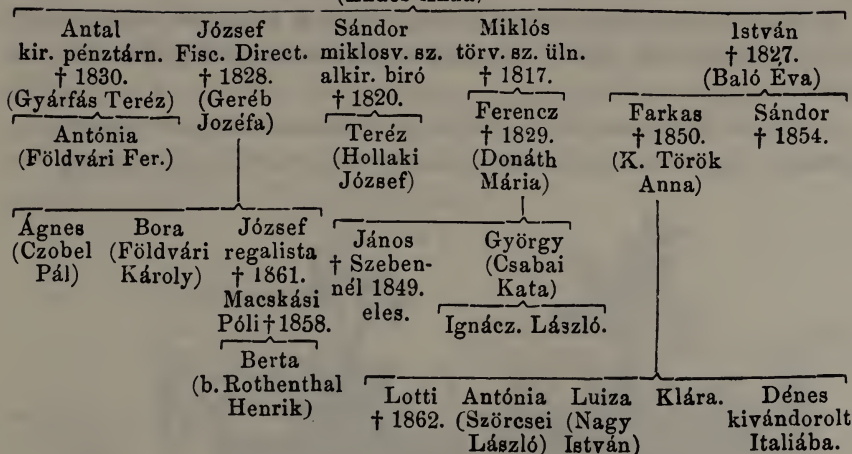 Antal József Sándor Miklós István
kir. pénztárn. Fisc. Direct. miklosv. sz. törv. sz. üln. † 1827.
† 1830. † 1828. alkir. biró † 1817. (Baló Éva)
(Gyárfás Teréz) (Geréb † 1820. Ferencz Farkas Sándor
Antónia Jozéfa) Teréz † 1829. † 1850. † 1854.
(Földvári Fer.) (Hollaki (Donáth (K. Török
József) Mária) Anna)
Ágnes Bora József János György
(Czobel (Földvári regalista † Szeben- (Csabai
Pál) Károly) † 1861. nél 1849. Kata)
Macskási eles.
Póli † 1858. Ignácz. László.
Berta
(b. Rothenthal
Henrik)
Lotti Antónia Luiza Klára. Dénes
† 1862. (Szörcsei (Nagy kivándorolt
László) István) Italiába.